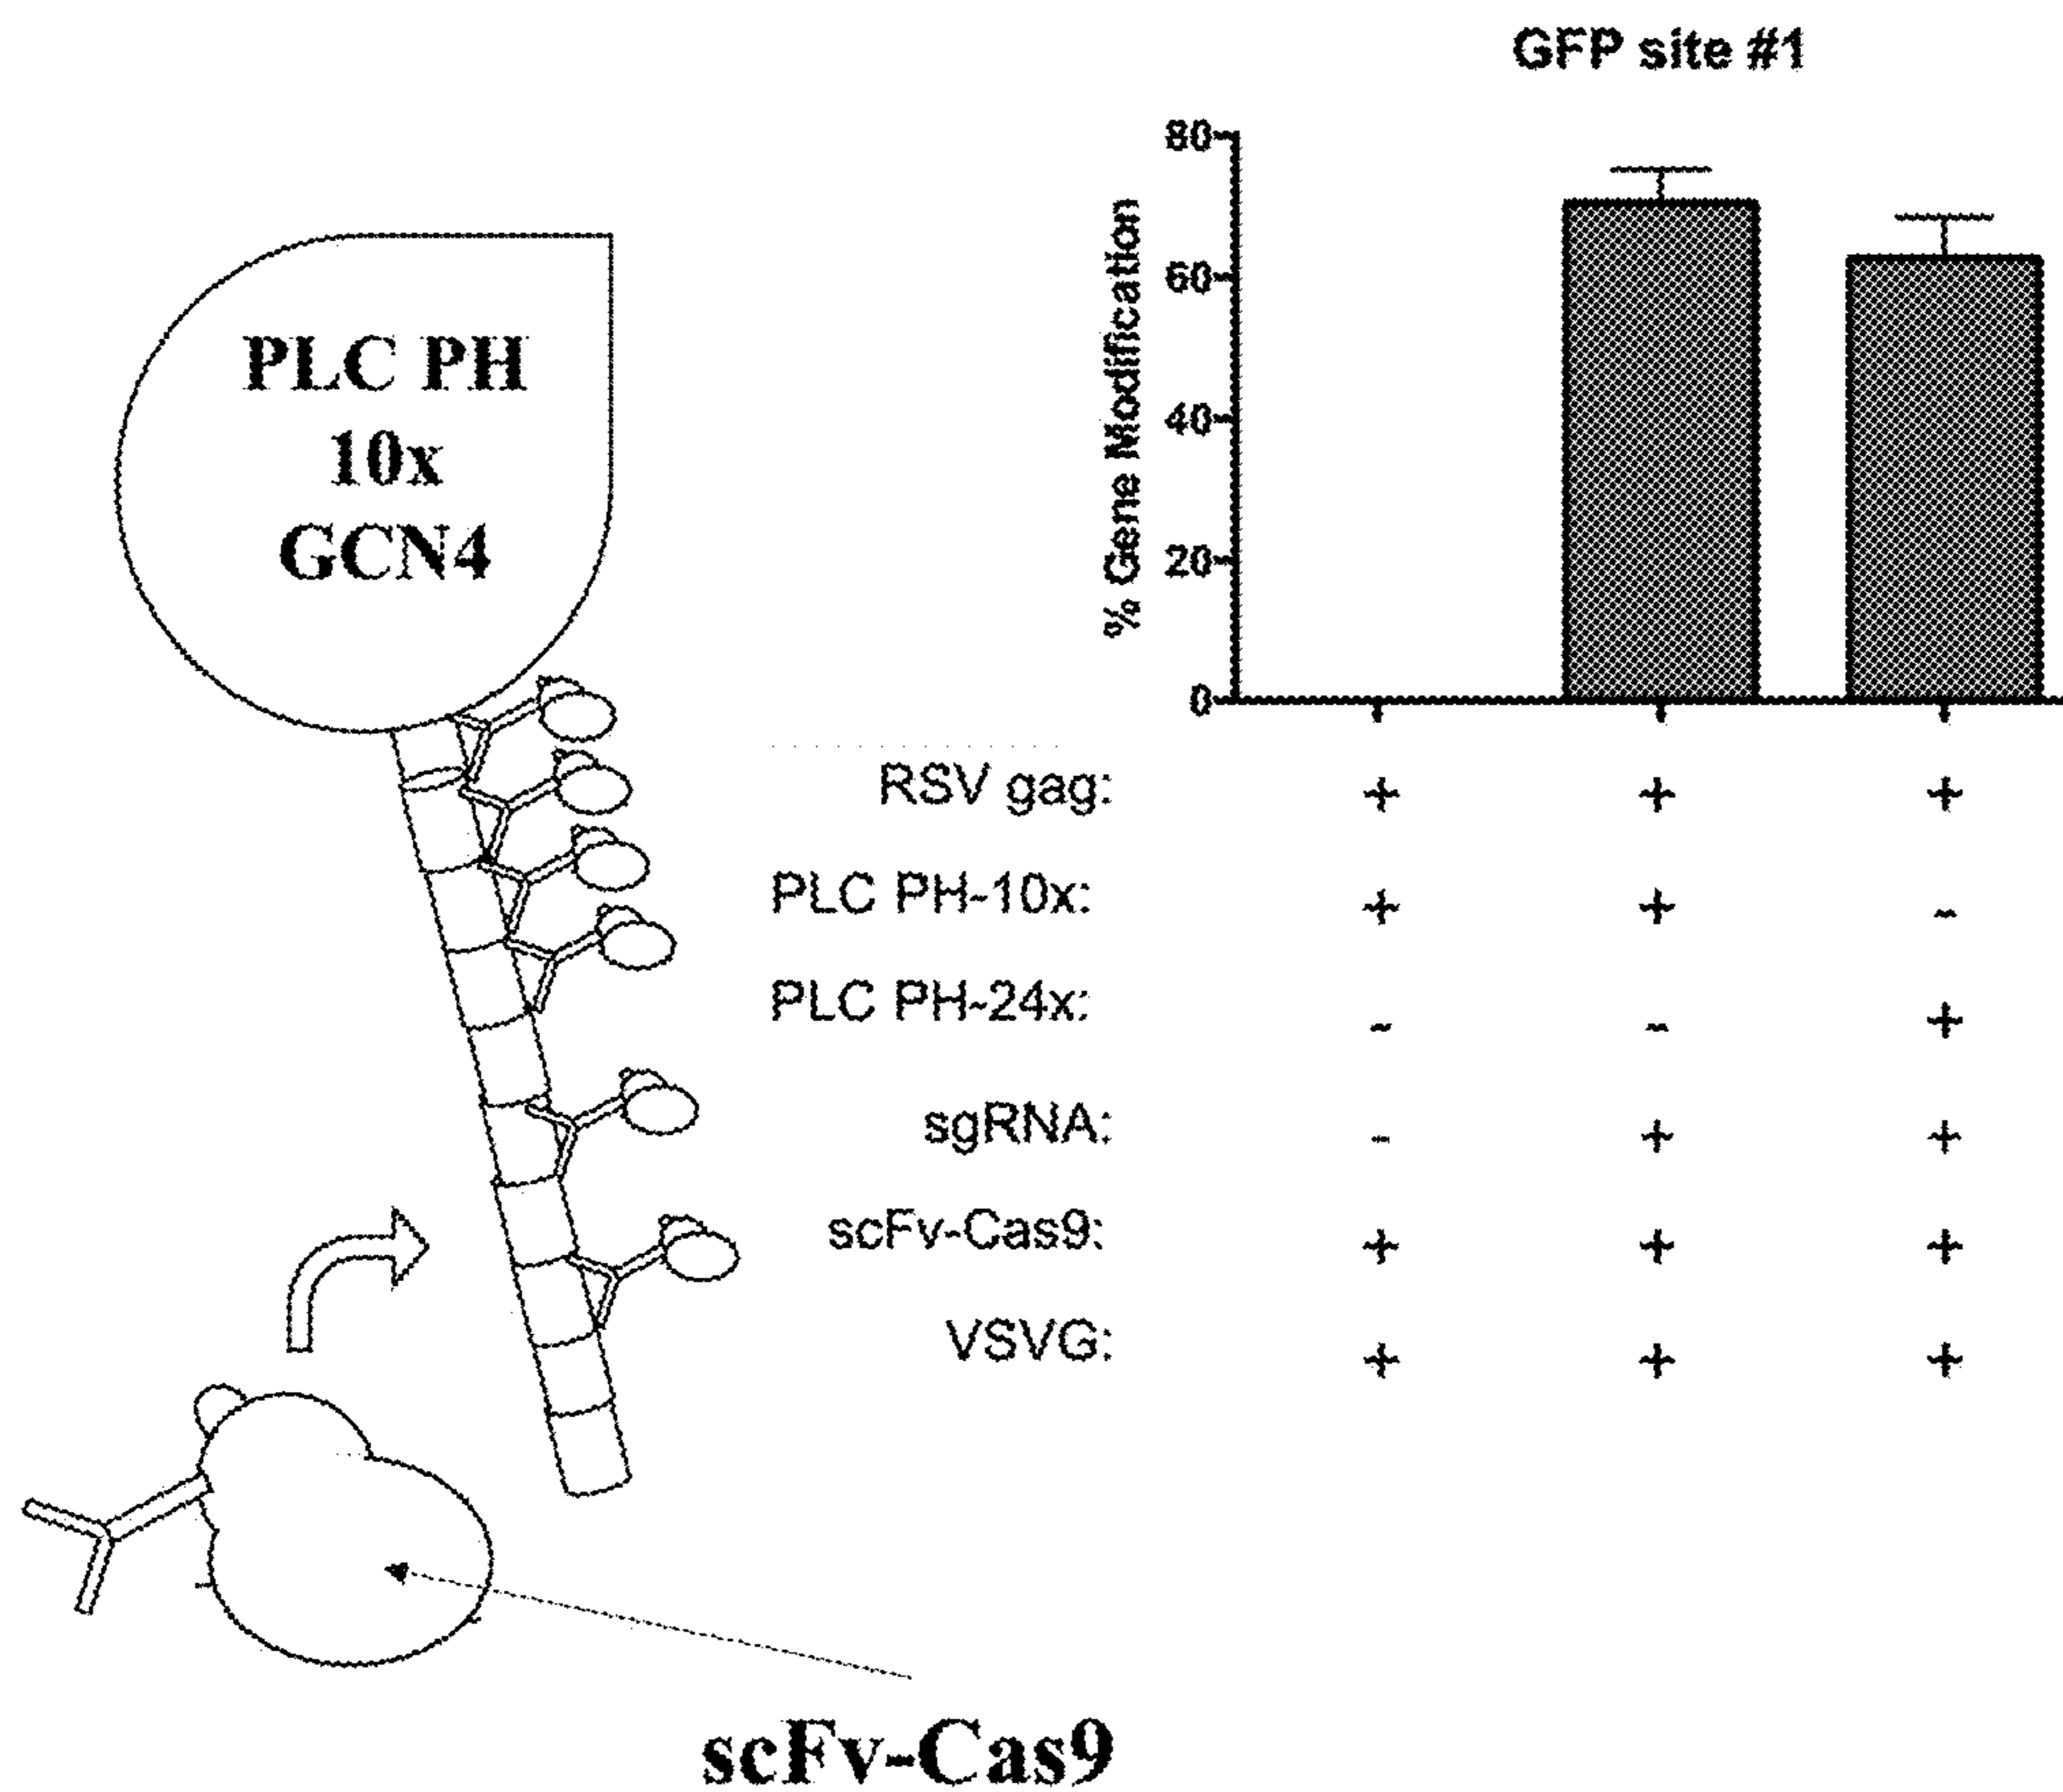 GFP site #1
80
60
40
20
0
% Gene Modification
PLC PH
10x
GCN4
RSV gag: + + +
PLC PH-10x: + + -
PLC PH-24x: - - +
sgRNA: - + +
scFv-Cas9: + + +
VSVG: + + +
scFv-Cas9